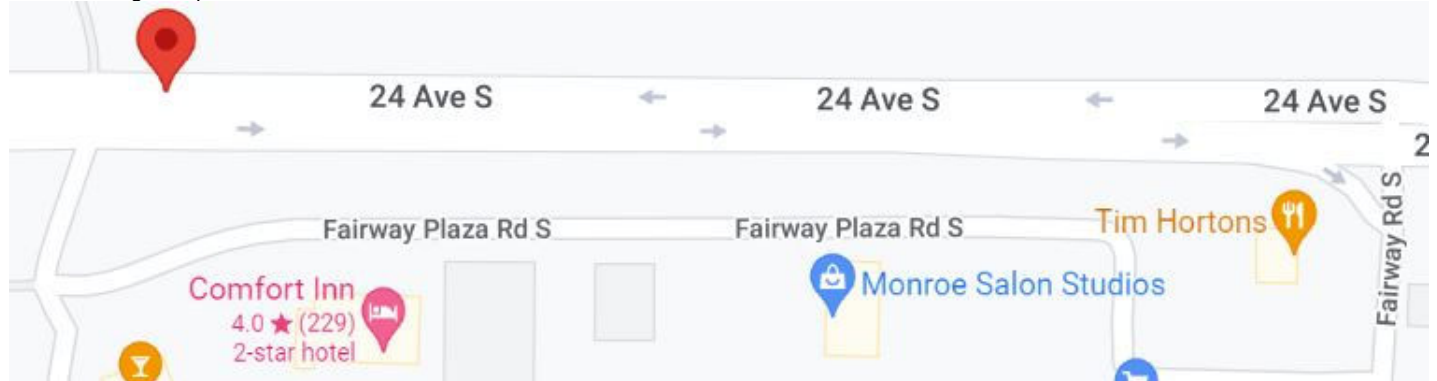 24 Ave S
24 Ave S
24 Ave S
2
Fairway Plaza Rd S
Fairway Plaza Rd S
Tim Hortons
Fairway Rd S
Comfort Inn
4.0 ★ (229)
2-star hotel
Monroe Salon Studios